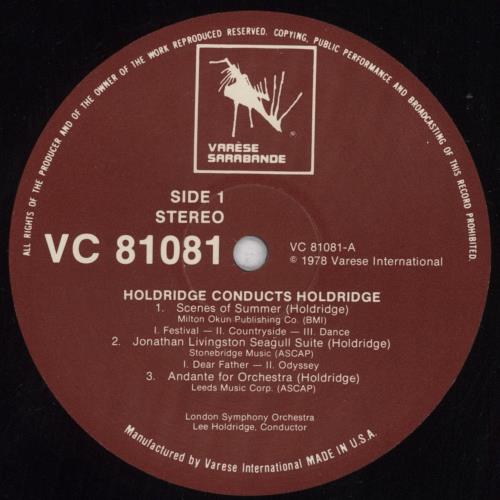 ALL RIGHTS OF THE PRODUCER AND OF THE OWNER OF THE WORK REPRODUCED RESERVED. COPYING, PUBLIC PERFORMANCE AND BROADCASTING OF THIS RECORD PROHIBITED.
VARÈSE
SARABANDE
®
SIDE 1
STEREO
VC 81081
VC 81081-A
© 1978 Varese International
HOLDRIDGE CONDUCTS HOLDRIDGE
1. Scenes of Summer (Holdridge)
Milton Okun Publishing Co. (BMI)
I. Festival — II. Countryside — III. Dance
2. Jonathan Livingston Seagull Suite (Holdridge)
Stonebridge Music (ASCAP)
I. Dear Father — II. Odyssey
3. Andante for Orchestra (Holdridge)
Leeds Music Corp. (ASCAP)
London Symphony Orchestra
Lee Holdridge, Conductor
Manufactured by Varese International MADE IN U.S.A.